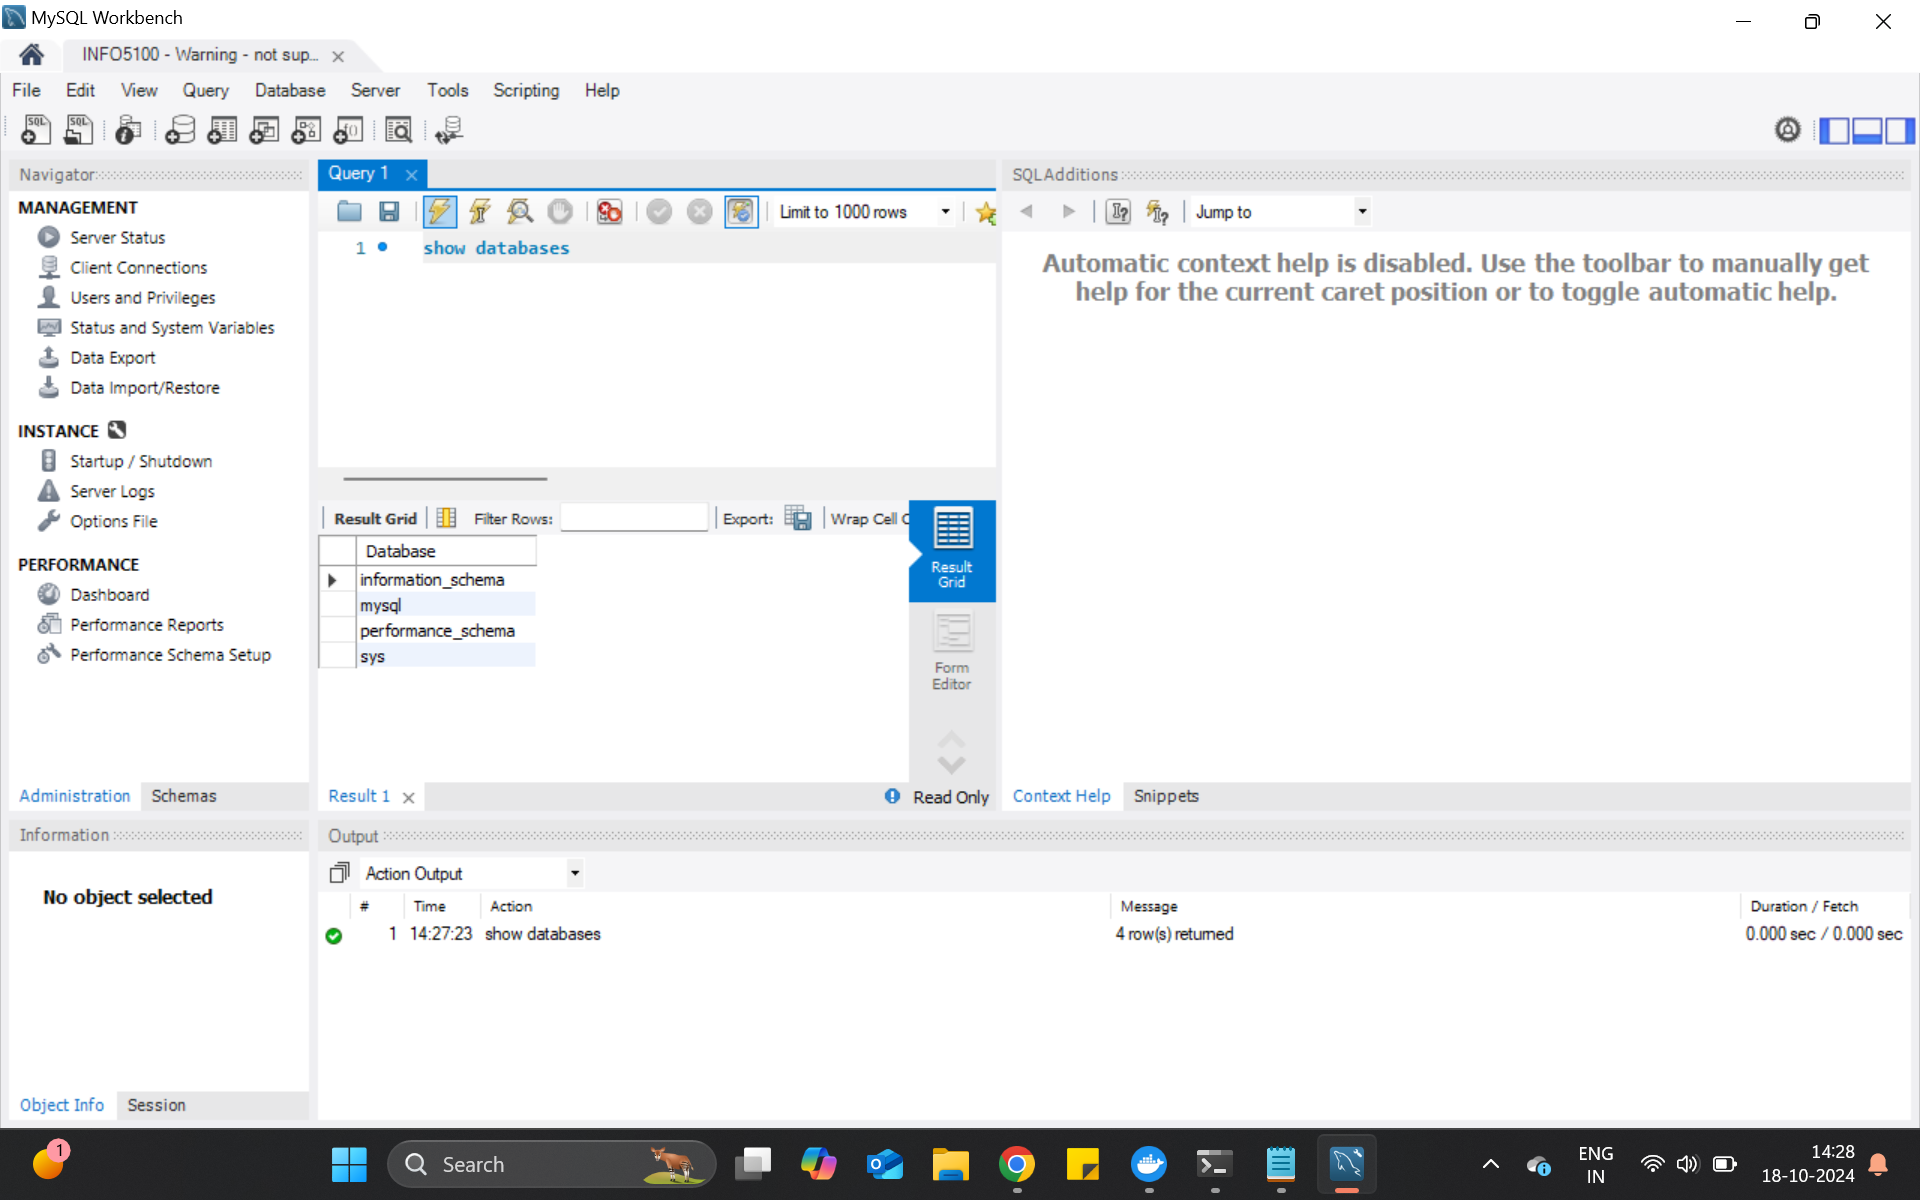 MySQL Workbench
INFO5100 - Warning - not sup...
File Edit View Query Database Server Tools Scripting Help
Navigator
MANAGEMENT
Server Status
Client Connections
Users and Privileges
Status and System Variables
Data Export
Data Import/Restore
INSTANCE
Startup / Shutdown
Server Logs
Options File
PERFORMANCE
Dashboard
Performance Reports
Performance Schema Setup
Administration Schemas
Query 1
Limit to 1000 rows
1 show databases
Result Grid Filter Rows: Export: Wrap Cell C
Database
information_schema
mysql
performance_schema
sys
Result
Grid
Form
Editor
Result 1 Read Only
SQLAdditions
Jump to
Automatic context help is disabled. Use the toolbar to manually get
help for the current caret position or to toggle automatic help.
Context Help Snippets
Information
No object selected
Object Info Session
Output
Action Output
# Time Action Message Duration / Fetch
1 14:27:23 show databases 4 row(s) returned 0.000 sec / 0.000 sec
1
Search
ENG
IN
14:28
18-10-2024